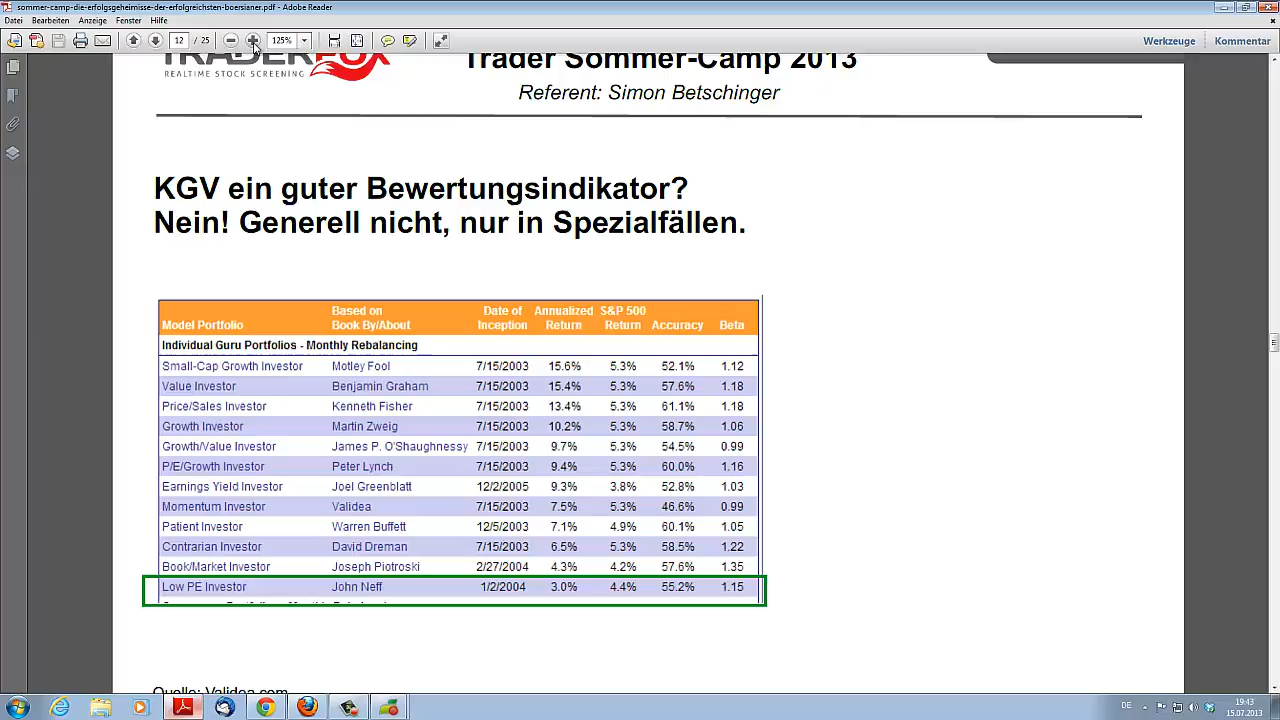 sommer-camp-die-erfolgsgeheimisse-der-erfolgreichsten-boersianer.pdf - Adobe Reader
Datei Bearbeiten Anzeige Fenster Hilfe
12 / 25 125% Werkzeuge Kommentar
TRADERFOX
REALTIME STOCK SCREENING
Trader Sommer-Camp 2013
Referent: Simon Betschinger
KGV ein guter Bewertungsindikator?
Nein! Generell nicht, nur in Spezialfällen.
Based on Date of Annualized S&P 500
Model Portfolio Book By/About Inception Return Return Accuracy Beta
Individual Guru Portfolios - Monthly Rebalancing
Small-Cap Growth Investor Motley Fool 7/15/2003 15.6% 5.3% 52.1% 1.12
Value Investor Benjamin Graham 7/15/2003 15.4% 5.3% 57.6% 1.18
Price/Sales Investor Kenneth Fisher 7/15/2003 13.4% 5.3% 61.1% 1.18
Growth Investor Martin Zweig 7/15/2003 10.2% 5.3% 58.7% 1.06
Growth/Value Investor James P. O'Shaughnessy 7/15/2003 9.7% 5.3% 54.5% 0.99
P/E/Growth Investor Peter Lynch 7/15/2003 9.4% 5.3% 60.0% 1.16
Earnings Yield Investor Joel Greenblatt 12/2/2005 9.3% 3.8% 52.8% 1.03
Momentum Investor Validea 7/15/2003 7.5% 5.3% 46.6% 0.99
Patient Investor Warren Buffett 12/5/2003 7.1% 4.9% 60.1% 1.05
Contrarian Investor David Dreman 7/15/2003 6.5% 5.3% 58.5% 1.22
Book/Market Investor Joseph Piotroski 2/27/2004 4.3% 4.2% 57.6% 1.35
Low PE Investor John Neff 1/2/2004 3.0% 4.4% 55.2% 1.15
Quelle: Validea.com
DE 19:43
15.07.2013